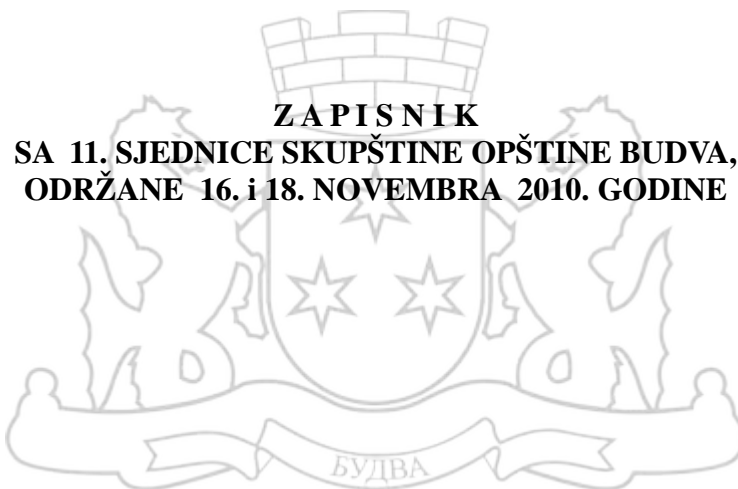 Z A P I S N I K
SA 11. SJEDNICE SKUPŠTINE OPŠTINE BUDVA,
ODRŽANE 16. i 18. NOVEMBRA 2010. GODINE
БУДВА